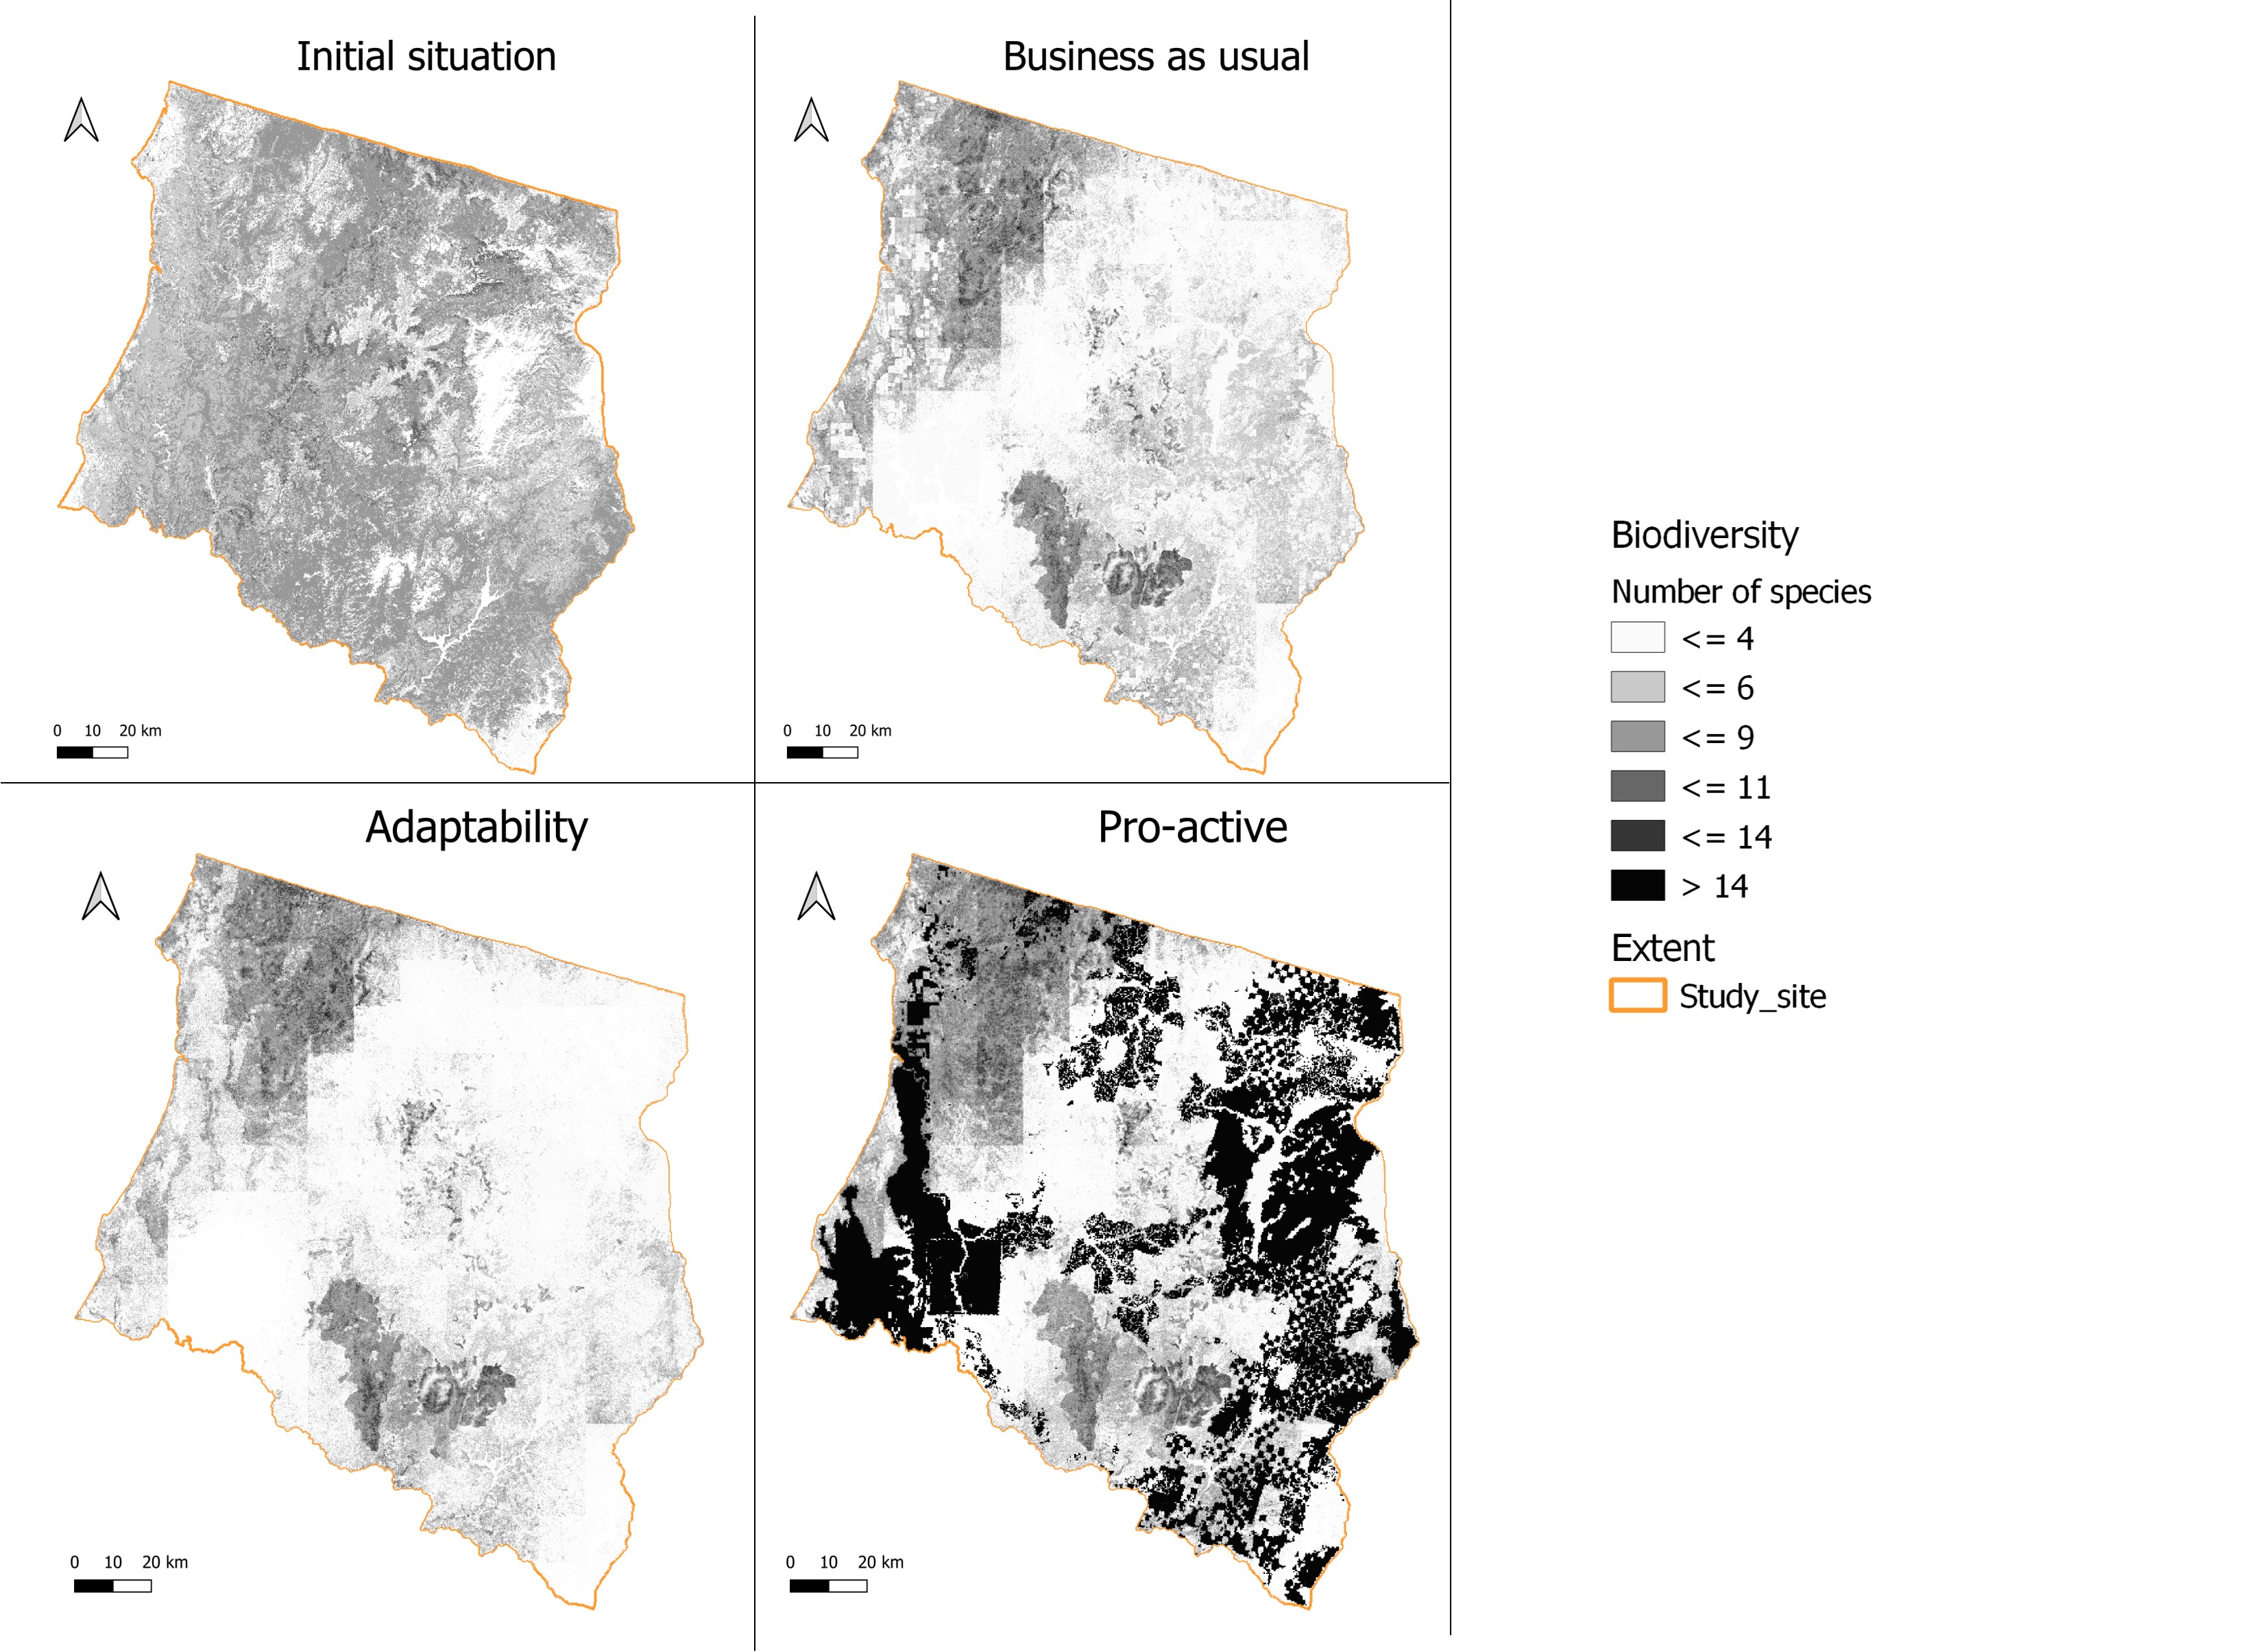 Initial situation
0 10 20 km
Business as usual
0 10 20 km
Adaptability
0 10 20 km
Pro-active
0 10 20 km
Biodiversity
Number of species
<= 4
<= 6
<= 9
<= 11
<= 14
> 14
Extent
Study_site